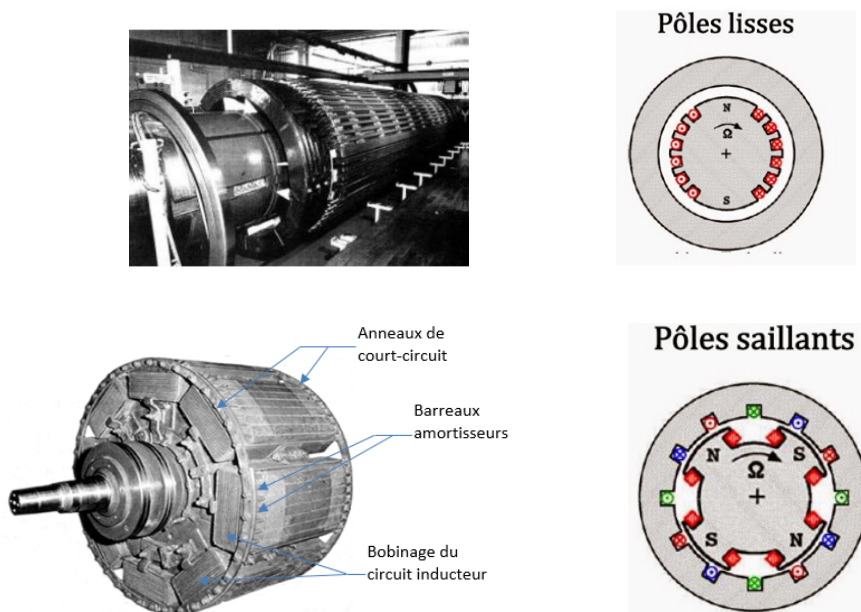 Pôles lisses
N
Ω
+
S
Anneaux de
court-circuit
Barreaux
amortisseurs
Bobinage du
circuit inducteur
Pôles saillants
N
S
Ω
+
S
N